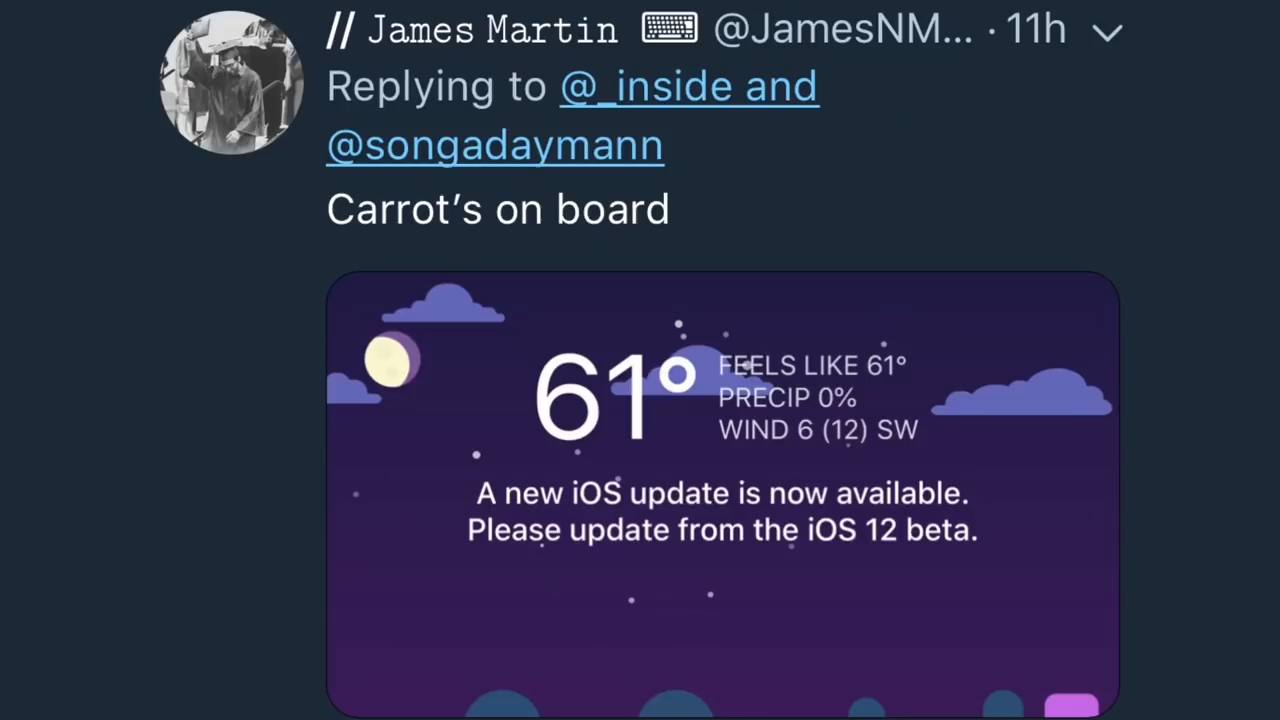 // James Martin ⌨ @JamesNM... · 11h
Replying to @_inside and
@songadaymann
Carrot’s on board
61°
FEELS LIKE 61°
PRECIP 0%
WIND 6 (12) SW
A new iOS update is now available.
Please update from the iOS 12 beta.